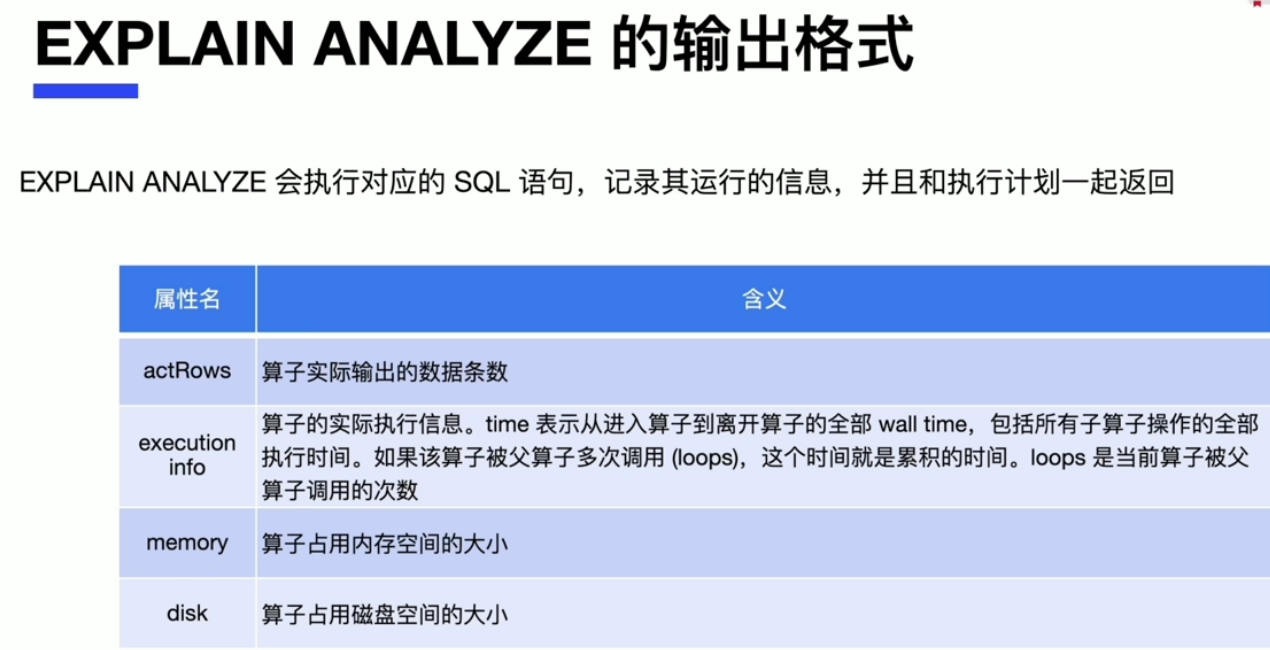 EXPLAIN ANALYZE 的输出格式
EXPLAIN ANALYZE 会执行对应的 SQL 语句，记录其运行的信息，并且和执行计划一起返回
属性名
含义
actRows
算子实际输出的数据条数
execution
info
算子的实际执行信息。time 表示从进入算子到离开算子的全部 wall time，包括所有子算子操作的全部
执行时间。如果该算子被父算子多次调用 (loops)，这个时间就是累积的时间。loops 是当前算子被父
算子调用的次数
memory
算子占用内存空间的大小
disk
算子占用磁盘空间的大小